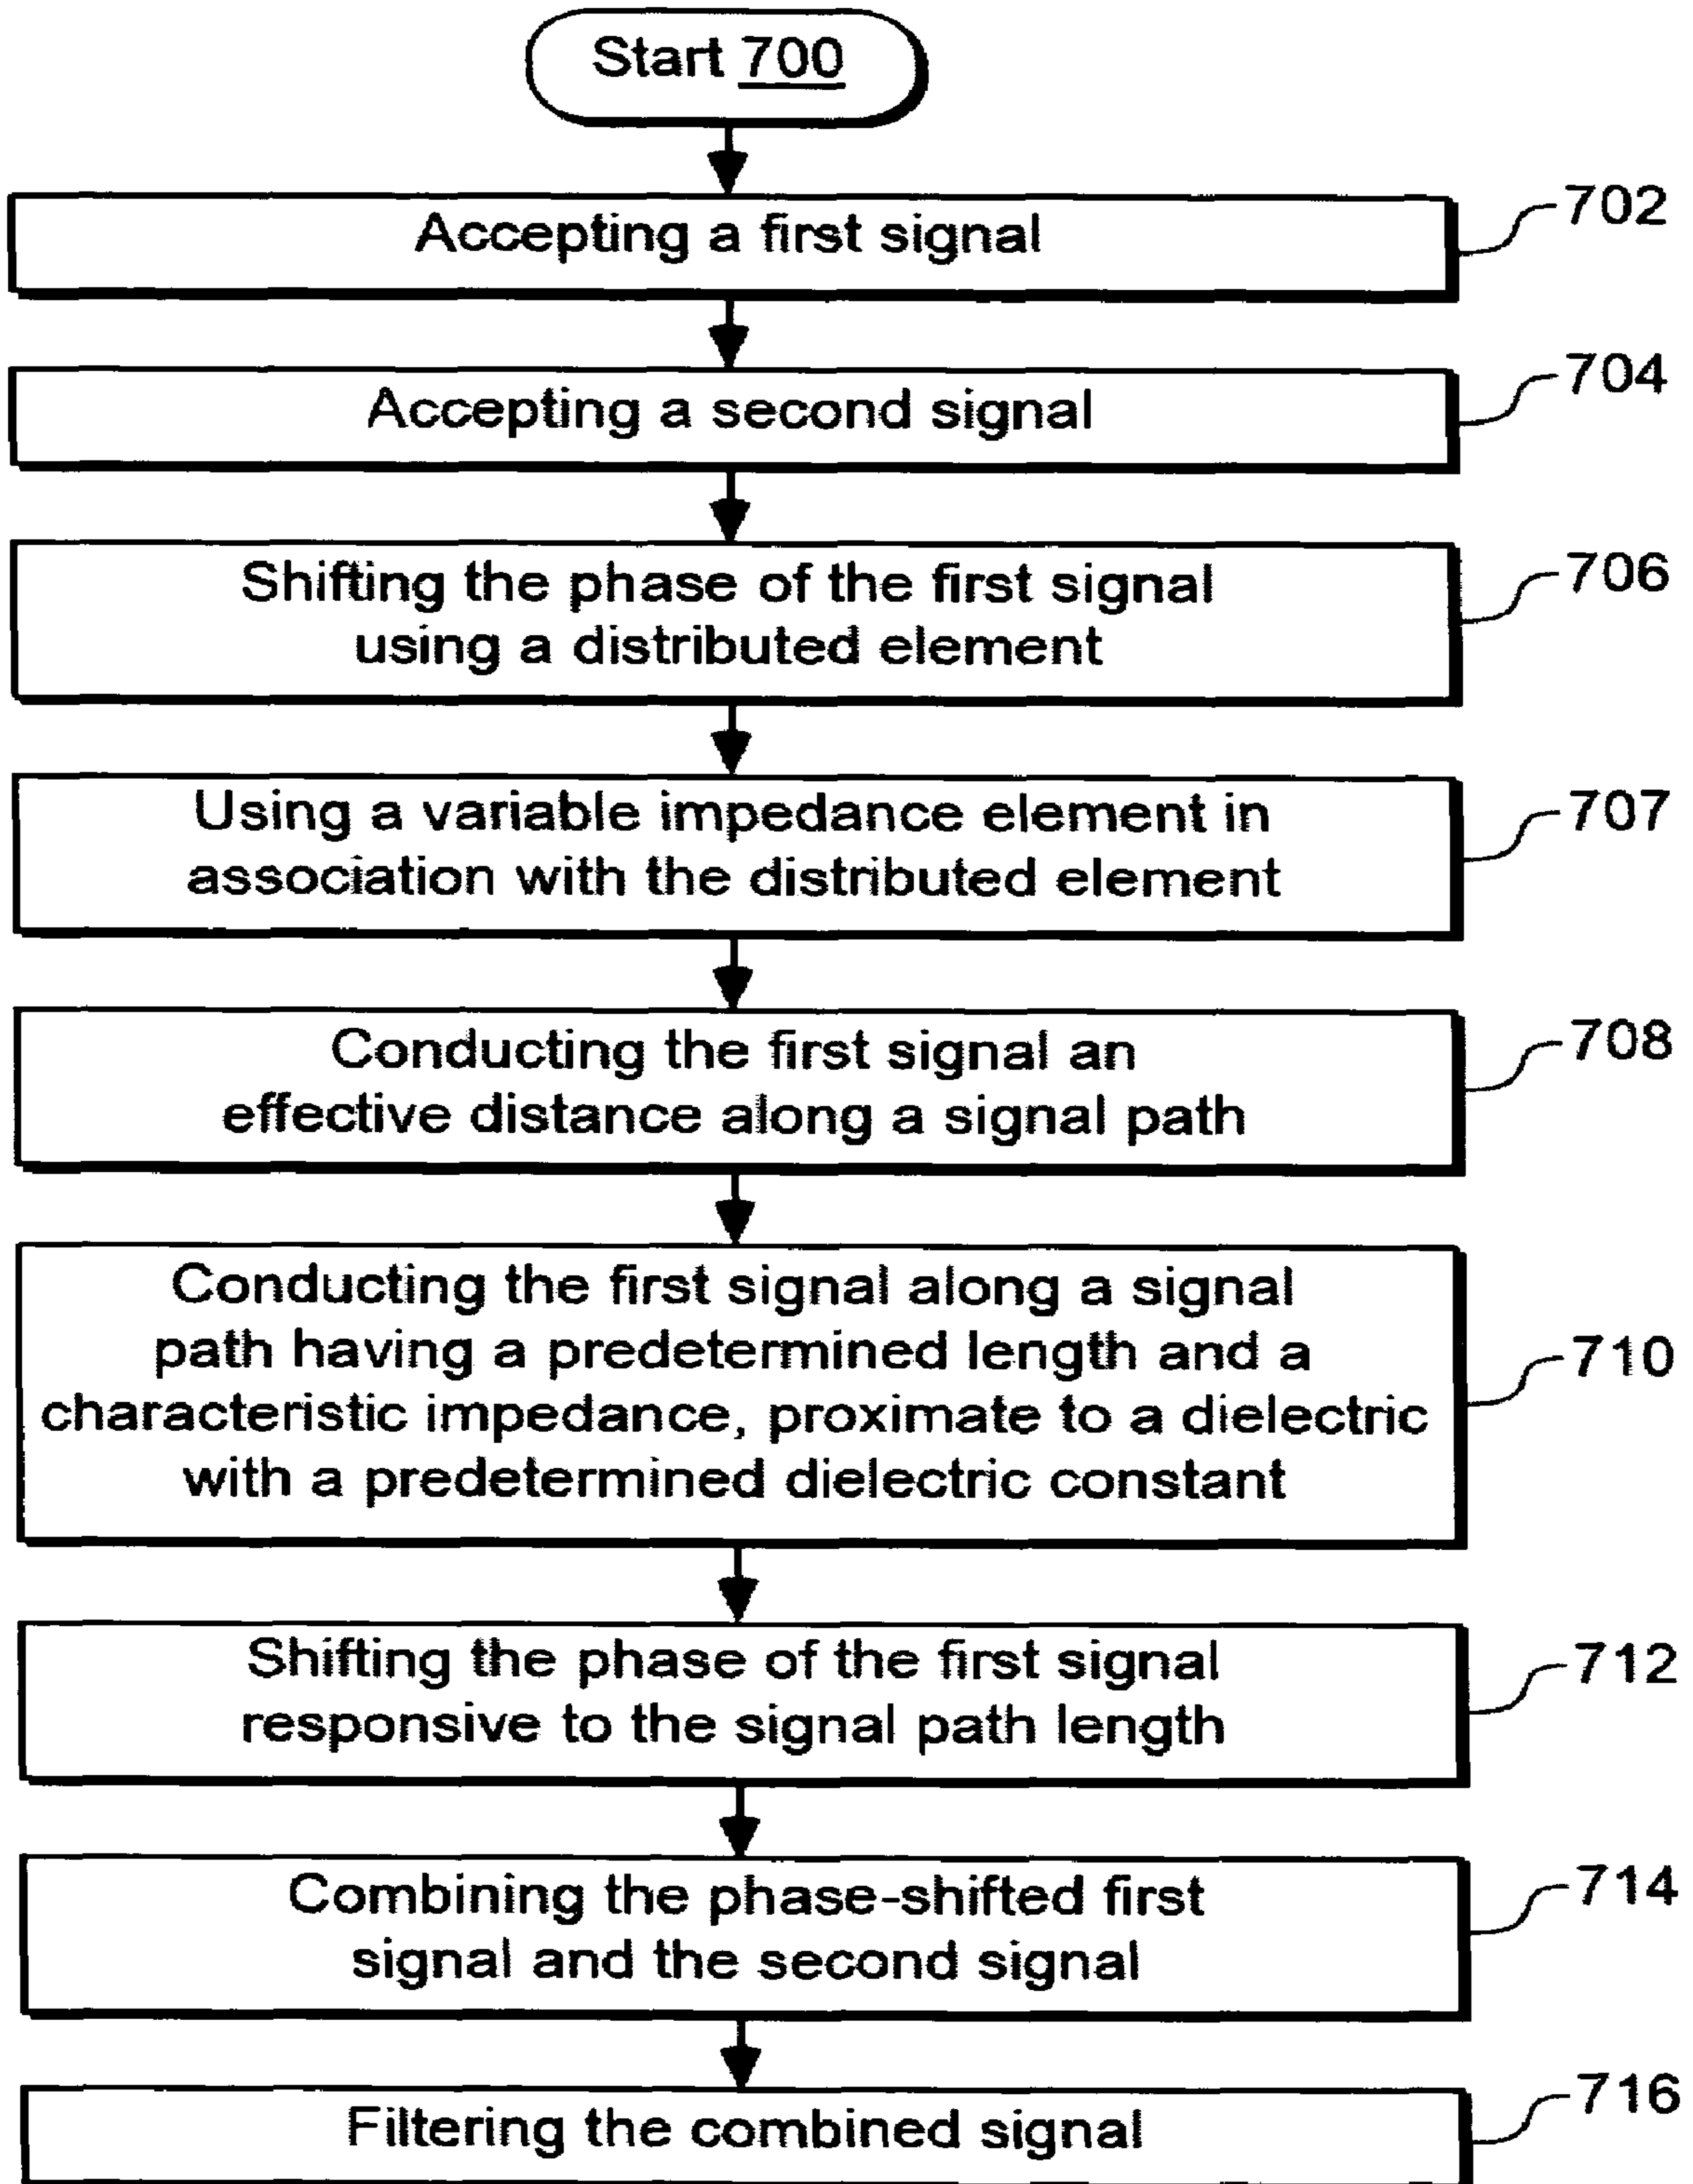 Start 700
Accepting a first signal
702
Accepting a second signal
704
Shifting the phase of the first signal
using a distributed element
706
Using a variable impedance element in
association with the distributed element
707
Conducting the first signal an
effective distance along a signal path
708
Conducting the first signal along a signal
path having a predetermined length and a
characteristic impedance, proximate to a dielectric
with a predetermined dielectric constant
710
Shifting the phase of the first signal
responsive to the signal path length
712
Combining the phase-shifted first
signal and the second signal
714
Filtering the combined signal
716